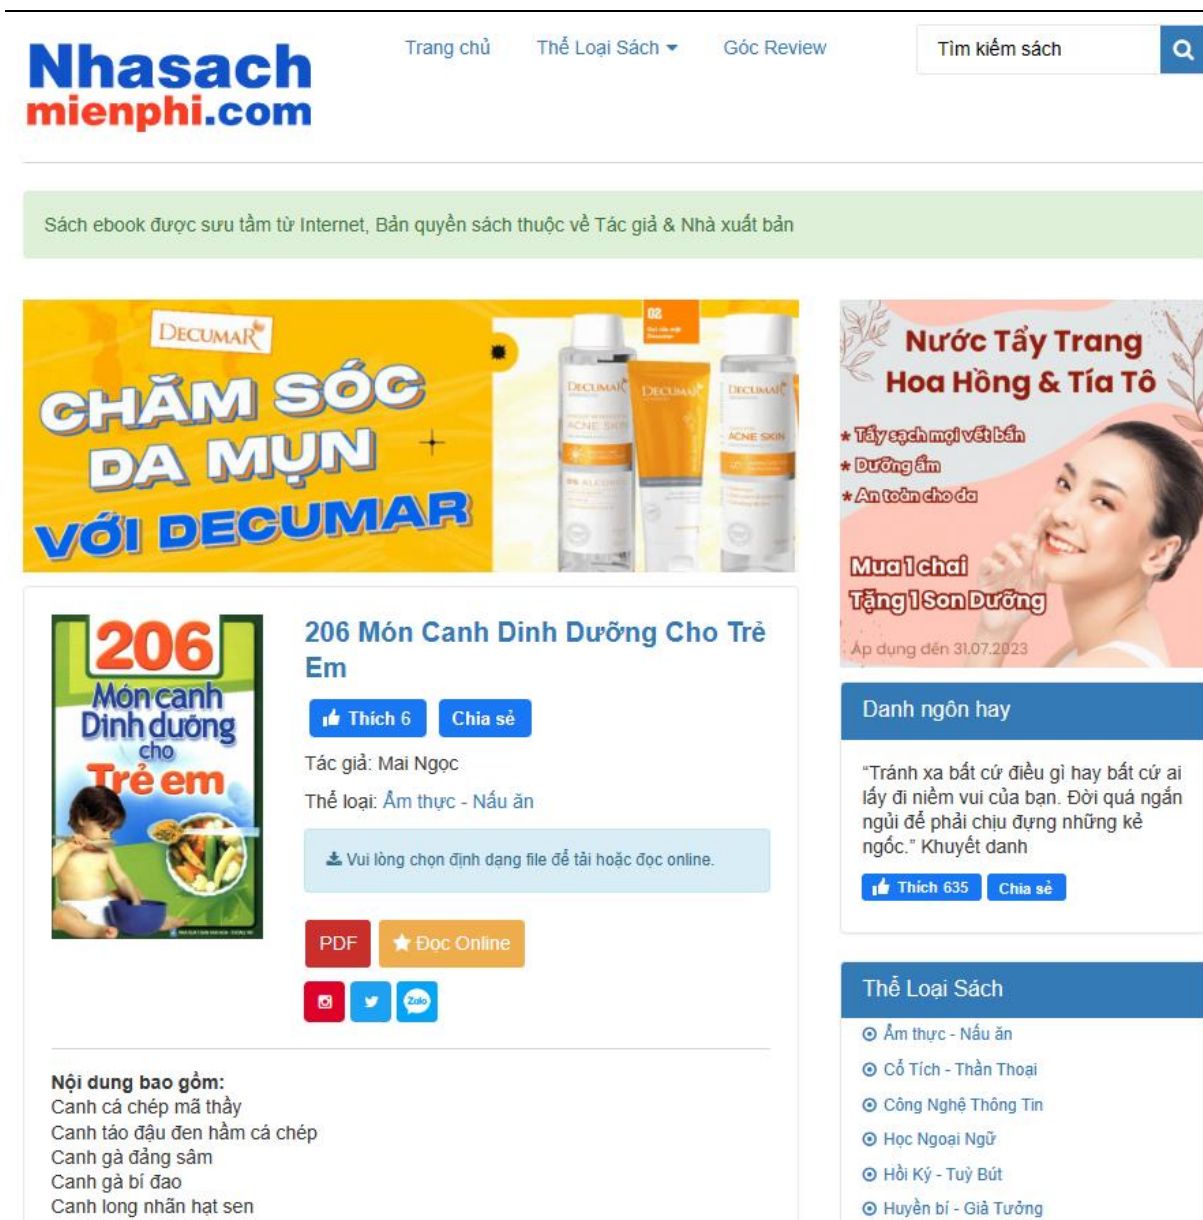 Nhasach
mienphi.com
Trang chủ
Thể Loại Sách
Góc Review
Tìm kiếm sách
Sách ebook được sưu tầm từ Internet, Bản quyền sách thuộc về Tác giả & Nhà xuất bản
DECUMAR
CHĂM SÓC
DA MỤN
VỚI DECUMAR
02
DECUMAR
ACNE SKIN
DECUMAR
DECUMAR
ACNE SKIN
Nước Tẩy Trang
Hoa Hồng & Tía Tô
* Tẩy sạch mọi vết bẩn
* Dưỡng ẩm
* An toàn cho da
Mua 1 chai
Tặng 1 Son Dưỡng
Áp dụng đến 31.07.2023
206
Món canh
Dinh dưỡng
cho
Trẻ em
206 Món Canh Dinh Dưỡng Cho Trẻ
Em
Thích 6
Chia sẻ
Tác giả: Mai Ngọc
Thể loại: Ẩm thực - Nấu ăn
Vui lòng chọn định dạng file để tải hoặc đọc online.
PDF
Đọc Online
Zalo
Nội dung bao gồm:
Canh cá chép mã thầy
Canh táo đậu đen hầm cá chép
Canh gà đảng sâm
Canh gà bí đao
Canh long nhãn hạt sen
Danh ngôn hay
“Tránh xa bất cứ điều gì hay bất cứ ai
lấy đi niềm vui của bạn. Đời quá ngắn
ngủi để phải chịu đựng những kẻ
ngốc.” Khuyết danh
Thích 635
Chia sẻ
Thể Loại Sách
Ẩm thực - Nấu ăn
Cổ Tích - Thần Thoại
Công Nghệ Thông Tin
Học Ngoại Ngữ
Hồi Ký - Tuỳ Bút
Huyền bí - Giả Tưởng